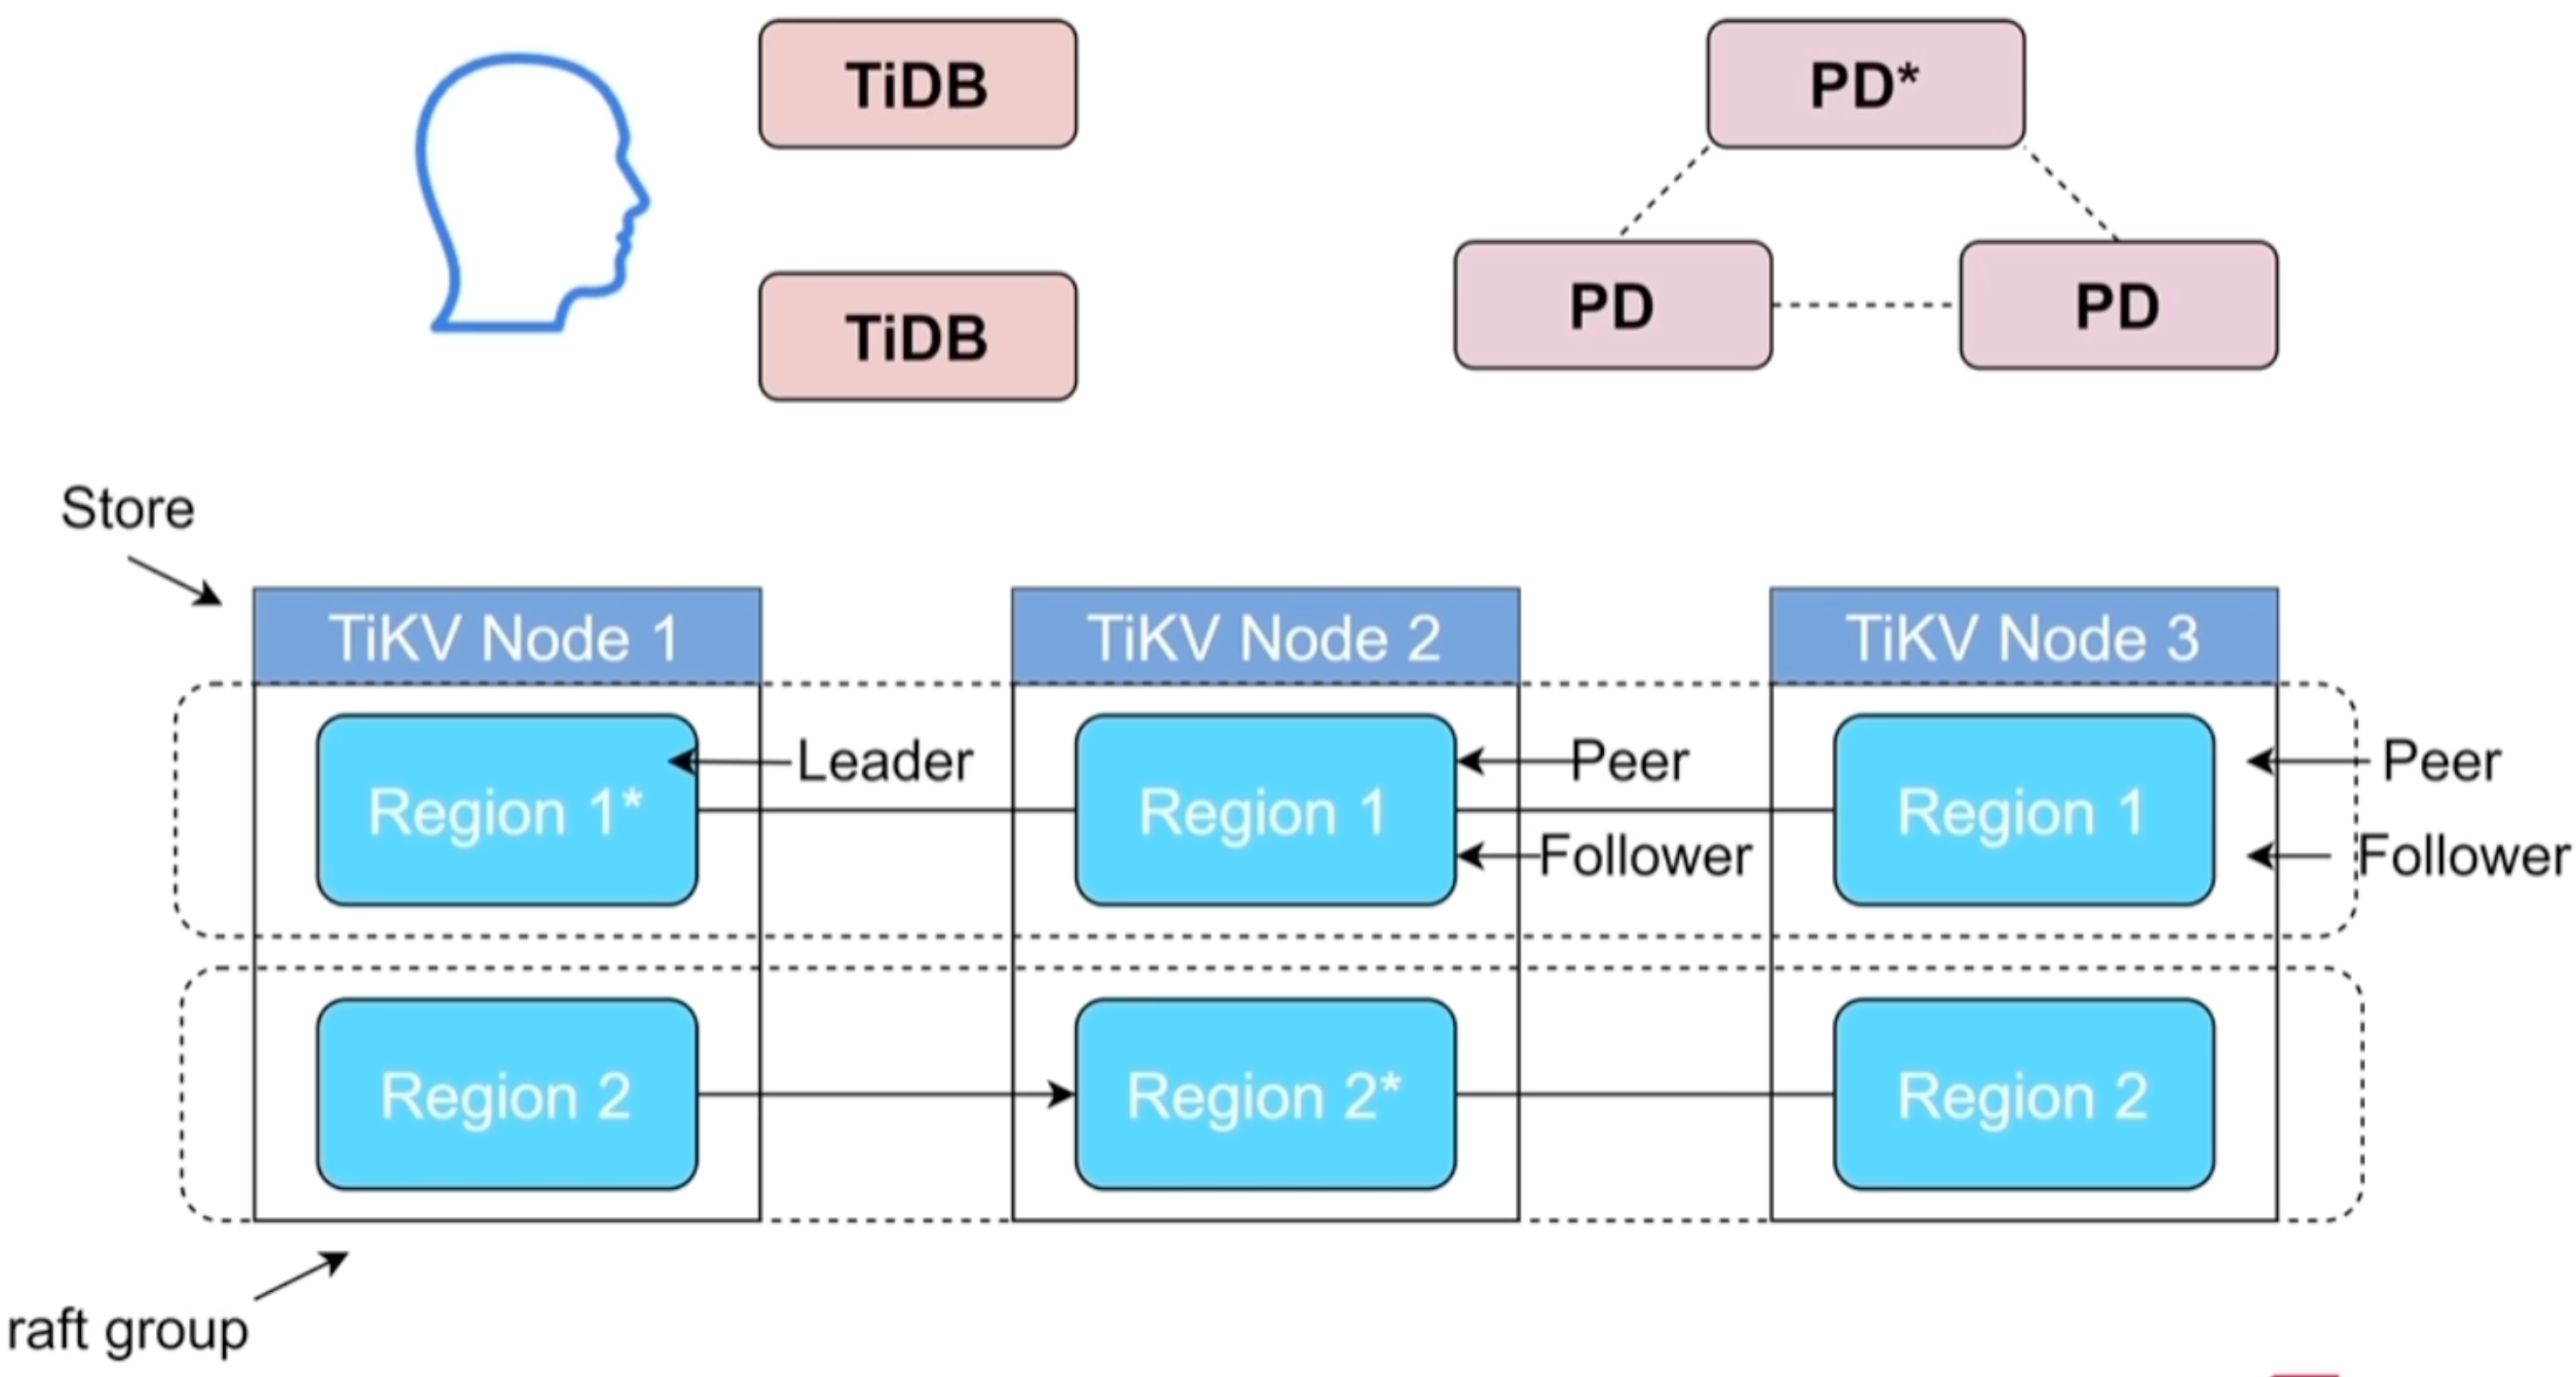 TiDB
PD*
TiDB
PD
PD
Store
TiKV Node 1
TiKV Node 2
TiKV Node 3
Region 1*
Leader
Region 1
Peer
Follower
Region 1
Peer
Follower
Region 2
Region 2*
Region 2
raft group